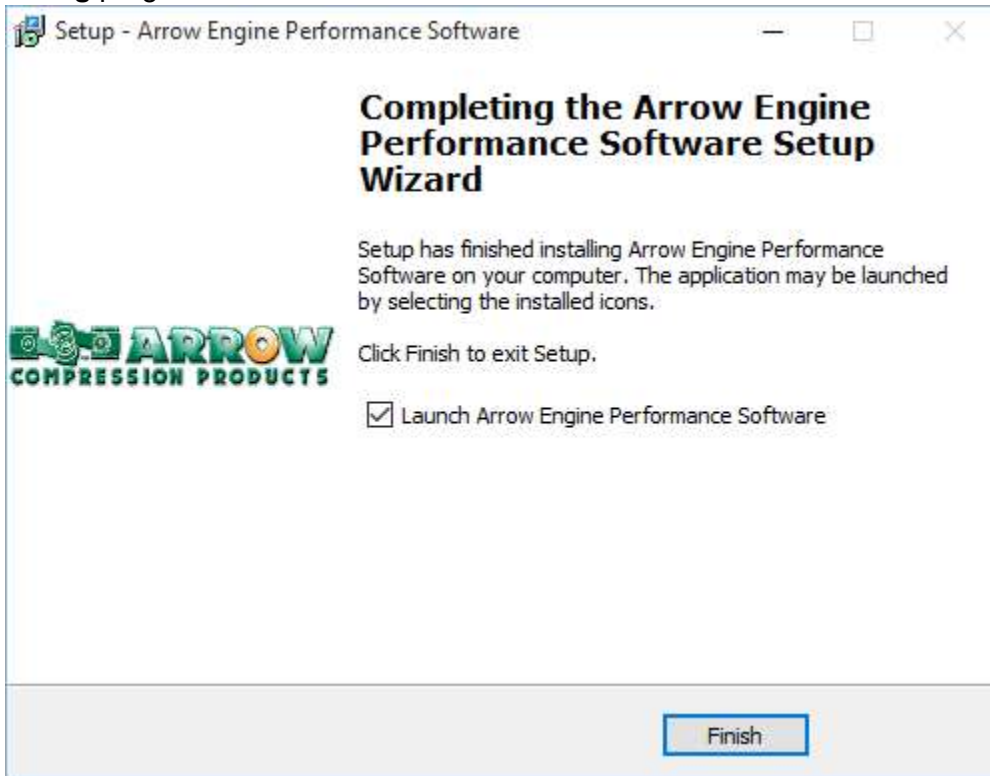 Setup - Arrow Engine Performance Software
Completing the Arrow Engine
Performance Software Setup
Wizard
Setup has finished installing Arrow Engine Performance
Software on your computer. The application may be launched
by selecting the installed icons.
ARROW
COMPRESSION PRODUCTS
Click Finish to exit Setup.
Launch Arrow Engine Performance Software
Finish